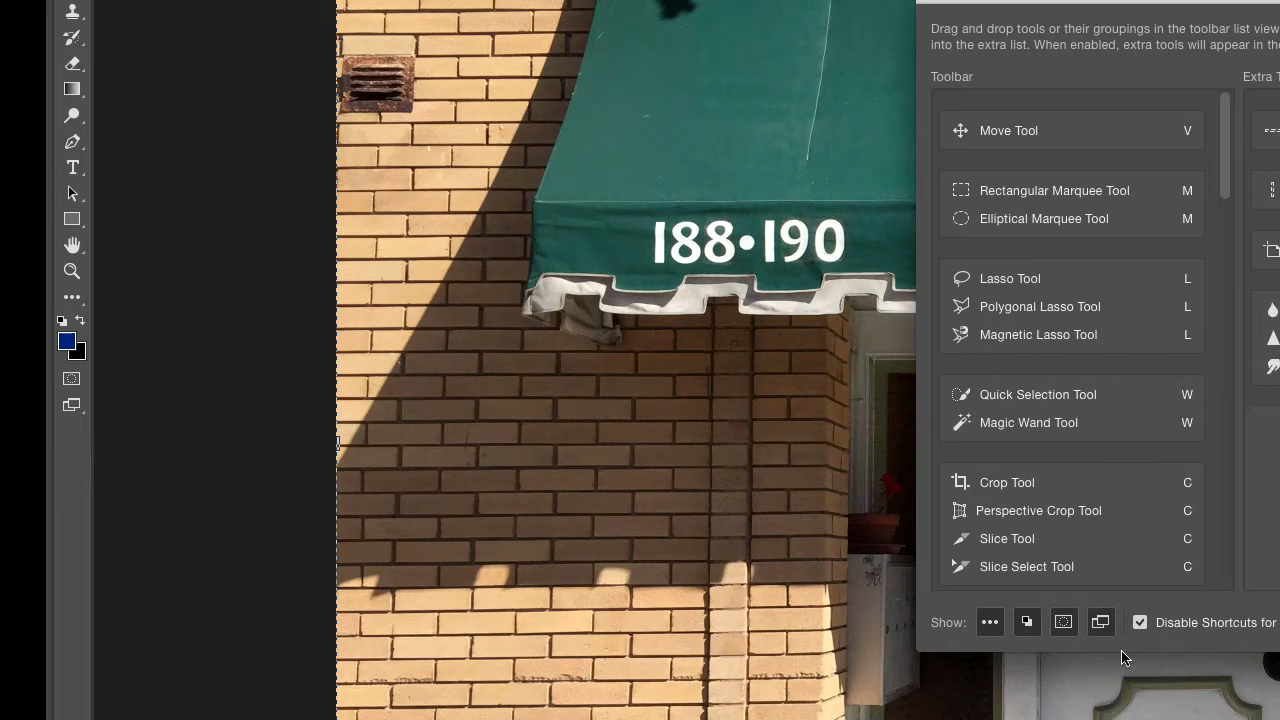 Drag and drop tools or their groupings in the toolbar list view
into the extra list. When enabled, extra tools will appear in the
Toolbar
Extra T
Move Tool V
Rectangular Marquee Tool M
Elliptical Marquee Tool M
Lasso Tool L
Polygonal Lasso Tool L
Magnetic Lasso Tool L
Quick Selection Tool W
Magic Wand Tool W
Crop Tool C
Perspective Crop Tool C
Slice Tool C
Slice Select Tool C
Show:
Disable Shortcuts for
188•190